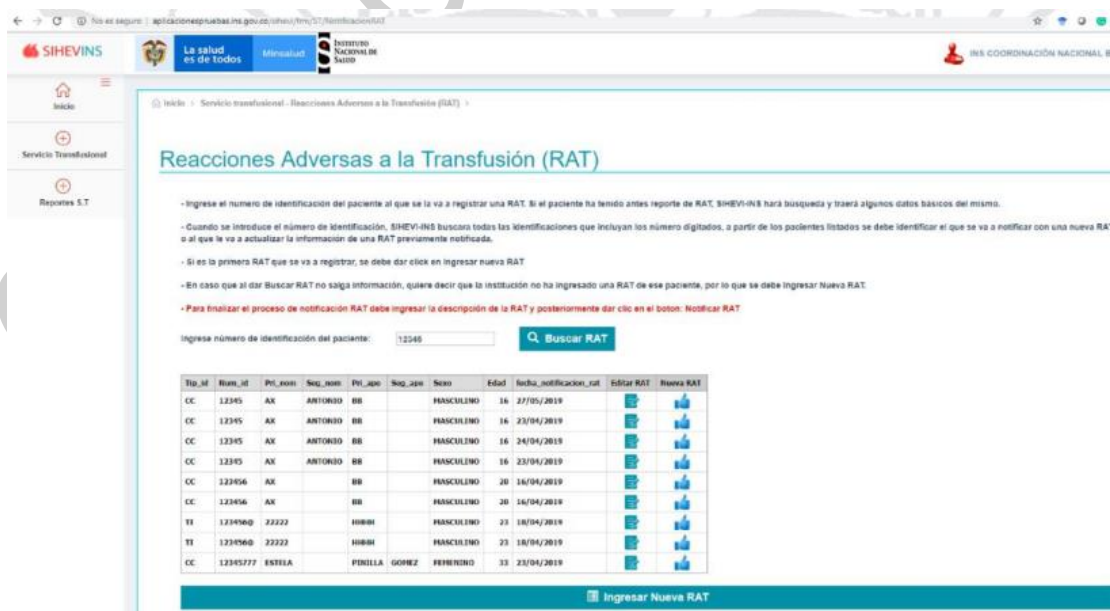 No es seguro | aplicacionespruebas.ins.gov.co/sihevi/frm/ST/NotificacionRAT
SIHEVINS
La salud
es de todos
Minsalud
INSTITUTO
NACIONAL DE
SALUD
INS COORDINACIÓN NACIONAL B
Inicio
Servicio Transfusional
Reportes S.T
Inicio > Servicio transfusional - Reacciones Adversas a la Transfusión (RAT) >
Reacciones Adversas a la Transfusión (RAT)
- Ingrese el numero de identificación del paciente al que se la va a registrar una RAT. Si el paciente ha tenido antes reporte de RAT, SIHEVI-INS hará búsqueda y traerá algunos datos básicos del mismo.
- Cuando se introduce el número de identificación, SIHEVI-INS buscara todas las identificaciones que incluyan los número digitados, a partir de los pacientes listados se debe identificar el que se va a notificar con una nueva RAT
o al que le va a actualizar la información de una RAT previamente notificada.
- Si es la primera RAT que se va a registrar, se debe dar click en Ingresar nueva RAT
- En caso que al dar Buscar RAT no salga información, quiere decir que la institución no ha ingresado una RAT de ese paciente, por lo que se debe Ingresar Nueva RAT.
- Para finalizar el proceso de notificación RAT debe ingresar la descripción de la RAT y posteriormente dar clic en el boton: Notificar RAT
Ingrese número de identificación del paciente: 12345 Buscar RAT
Tip_id Num_id Pri_nom Seg_nom Pri_ape Seg_ape Sexo Edad fecha_notificacion_rat Editar RAT Nueva RAT
CC 12345 AX ANTONIO BB MASCULINO 16 27/05/2019
CC 12345 AX ANTONIO BB MASCULINO 16 23/04/2019
CC 12345 AX ANTONIO BB MASCULINO 16 24/04/2019
CC 12345 AX ANTONIO BB MASCULINO 16 23/04/2019
CC 123456 AX BB MASCULINO 20 16/04/2019
CC 123456 AX BB MASCULINO 20 16/04/2019
TI 123456@ 22222 MASCULINO 23 18/04/2019
TI 123456@ 22222 MASCULINO 23 18/04/2019
CC 12345777 ESTELA PINILLA GOMEZ FEMENINO 33 23/04/2019
Ingresar Nueva RAT